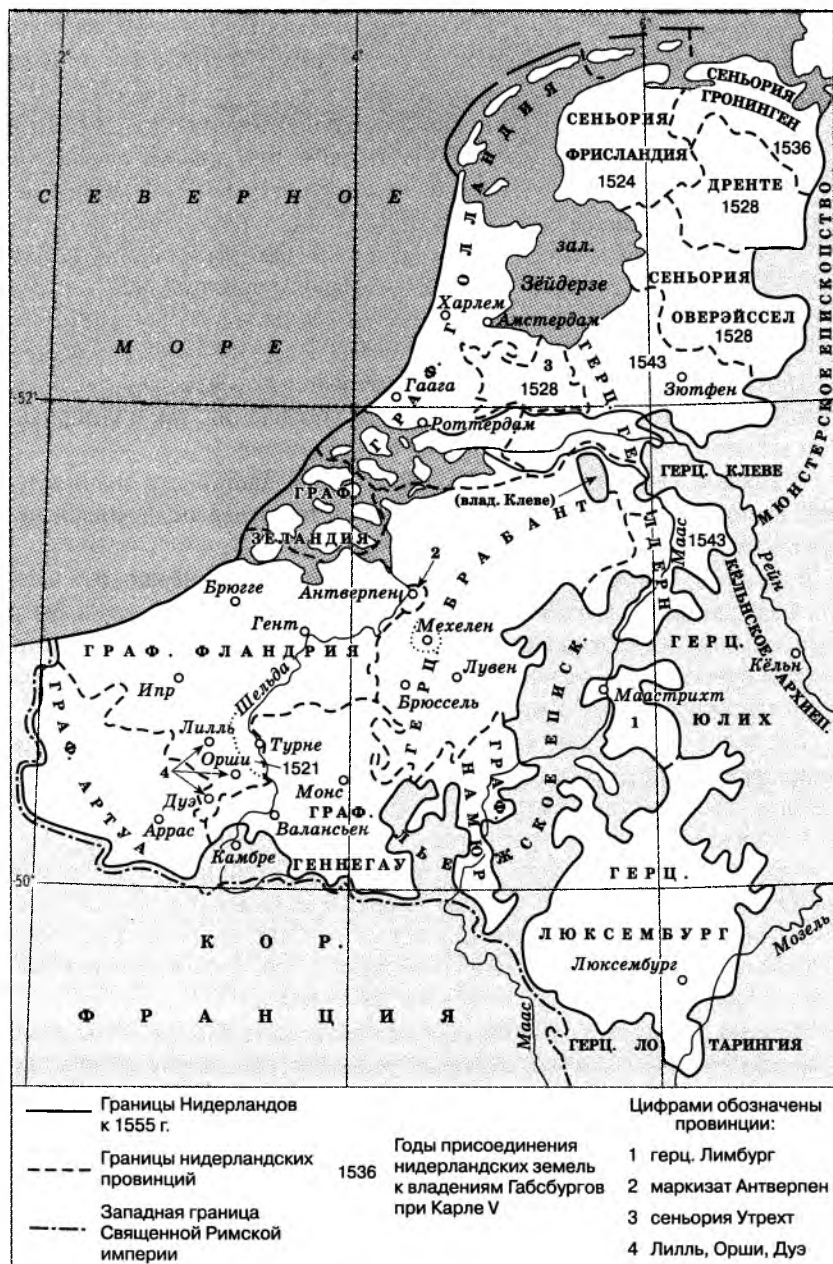 2°
4°
6°
СЕВЕРНОЕ
МОРЕ
СЕНЬОРИЯ
ГРОНИНГЕН
1536
СЕНЬОРИЯ
ФРИСЛАНДИЯ
1524
ДРЕНТЕ
1528
ГРАФ. ГОЛЛАНДИЯ
зал.
Зёйдерзе
СЕНЬОРИЯ
ОВЕРЭЙССЕЛ
1528
МЮНСТЕРСКОЕ ЕПИСКОПСТВО
Харлем
Амстердам
3
1528
1543
Зютфен
Гаага
52°
Роттердам
ГЕРЦ. ГЕЛДЕРН
ГЕРЦ. КЛЕВЕ
(влад. Клеве)
ГРАФ.
ЗЕЛАНДИЯ
Маас
1543
Рейн
КЁЛЬНСКОЕ АРХИЕП.
2
Брюгге
Антверпен
ГЕРЦ. БРАБАНТ
Гент
Мехелен
ГЕРЦ.
Кёльн
ГРАФ. ФЛАНДРИЯ
Ипр
Шельда
Лувен
Брюссель
Маастрихт
1
ЮЛИХ
ГРАФ. АРТУА
Лилль
Орши
4
Турне
1521
Дуэ
Монс
ГРАФ.
Аррас
Валансьен
Камбре
ГЕННЕГАУ
ГРАФ. НАМЮР
ЛЬЕЖСКОЕ ЕПИСК.
50°
ГЕРЦ.
ЛЮКСЕМБУРГ
Люксембург
Мозель
КОР.
ФРАНЦИЯ
Маас
ГЕРЦ. ЛОТАРИНГИЯ
Границы Нидерландов
к 1555 г.
Границы нидерландских
провинций
Западная граница
Священной Римской
империи
1536
Годы присоединения
нидерландских земель
к владениям Габсбургов
при Карле V
Цифрами обозначены
провинции:
1 герц. Лимбург
2 маркизат Антверпен
3 сеньория Утрехт
4 Лилль, Орши, Дуэ